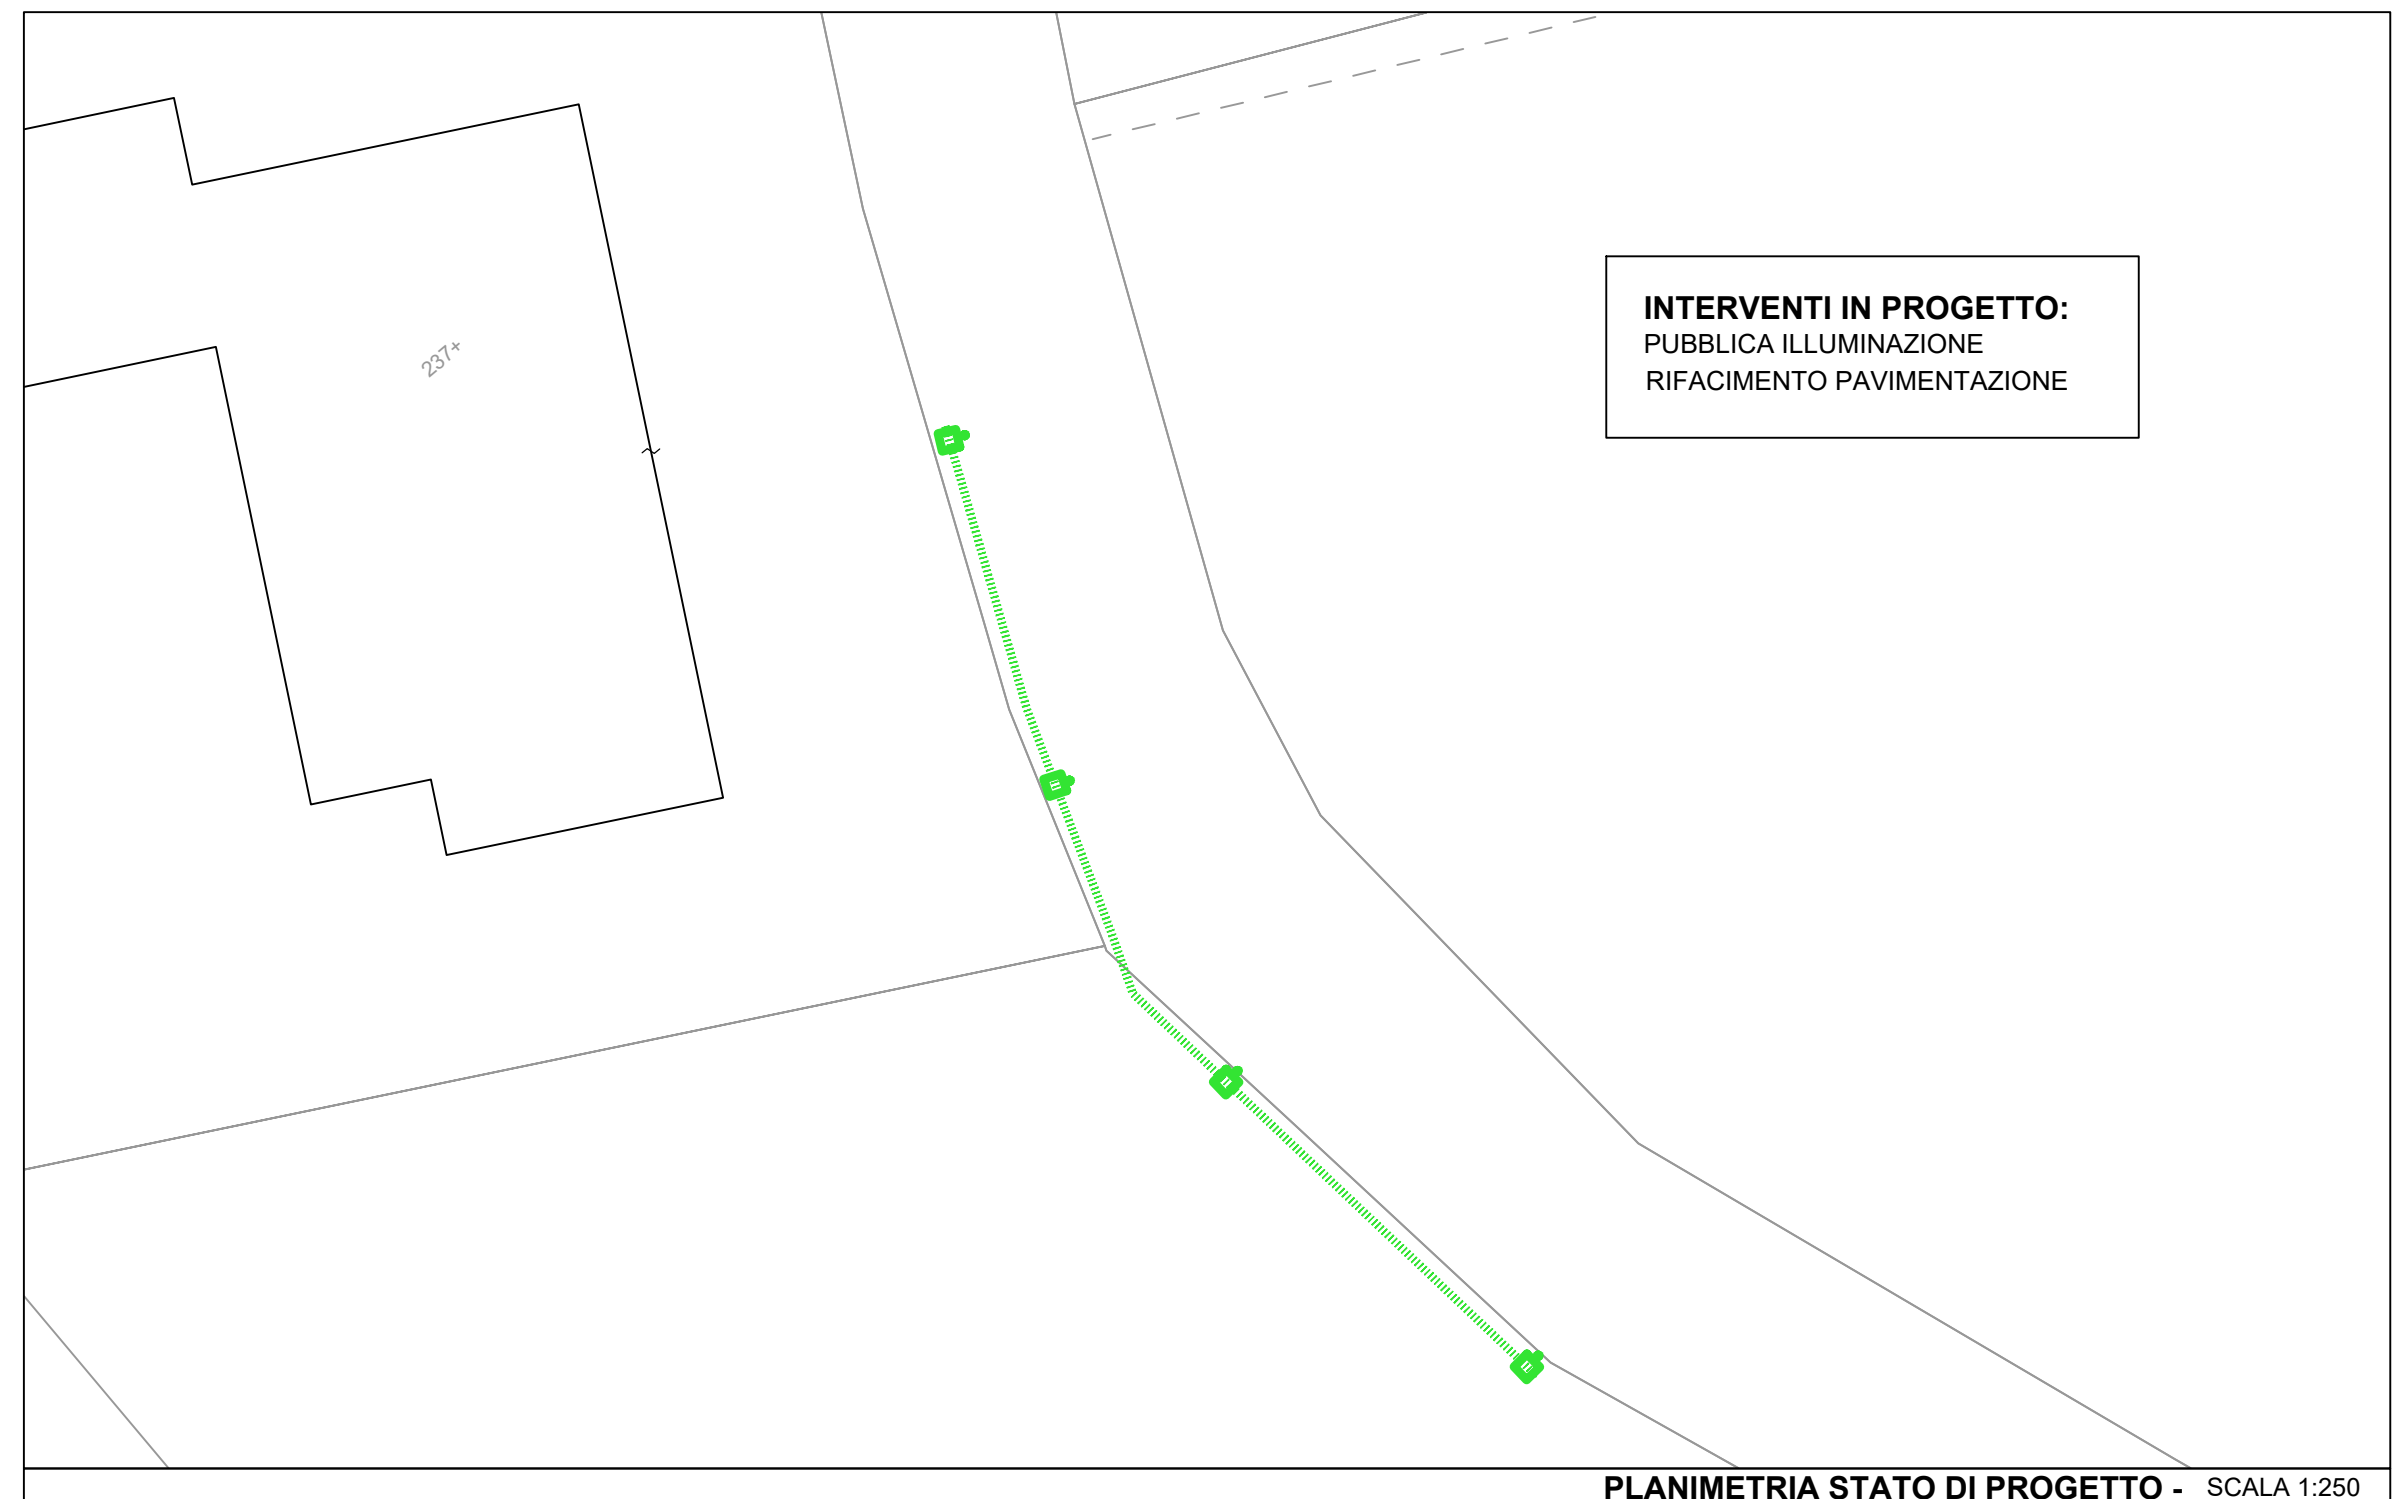 INTERVENTI IN PROGETTO:
PUBBLICA ILLUMINAZIONE
RIFACIMENTO PAVIMENTAZIONE
237+
PLANIMETRIA STATO DI PROGETTO - SCALA 1:250